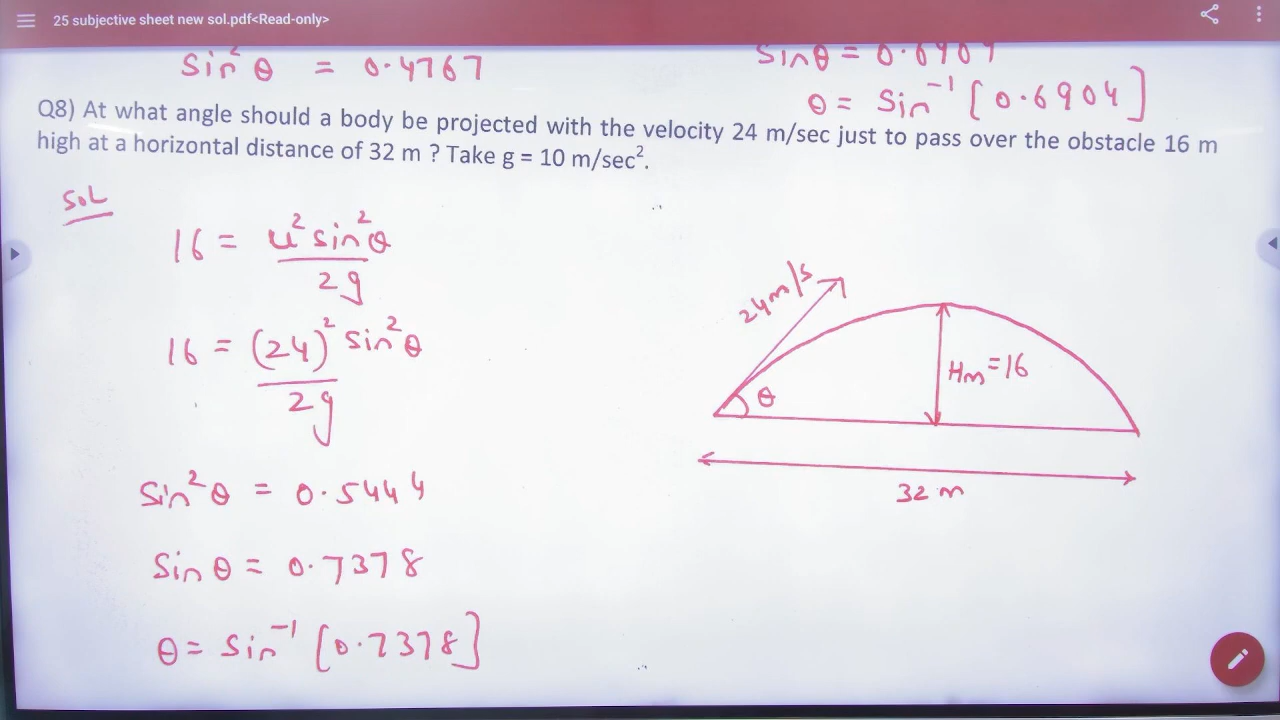 25 subjective sheet new sol.pdf<Read-only>
Sin²θ = 0.4767
Sinθ = 0.6904
θ = Sin⁻¹ [0.6904]
Q8) At what angle should a body be projected with the velocity 24 m/sec just to pass over the obstacle 16 m
high at a horizontal distance of 32 m ? Take g = 10 m/sec².
Sol
16 = u² sin²θ / 2g
16 = (24)² sin²θ / 2g
Sin²θ = 0.5444
Sinθ = 0.7378
θ = Sin⁻¹ [0.7378]
24 m/s
θ
Hm = 16
32 m